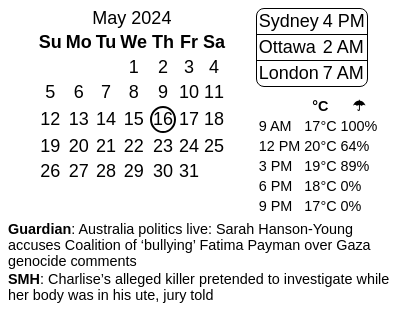 May 2024
Su Mo Tu We Th Fr Sa
1 2 3 4
5 6 7 8 9 10 11
12 13 14 15 16 17 18
19 20 21 22 23 24 25
26 27 28 29 30 31
Sydney 4 PM
Ottawa 2 AM
London 7 AM
°C ☂
9 AM 17°C 100%
12 PM 20°C 64%
3 PM 19°C 89%
6 PM 18°C 0%
9 PM 17°C 0%
Guardian: Australia politics live: Sarah Hanson-Young
accuses Coalition of ‘bullying’ Fatima Payman over Gaza
genocide comments
SMH: Charlise’s alleged killer pretended to investigate while
her body was in his ute, jury told